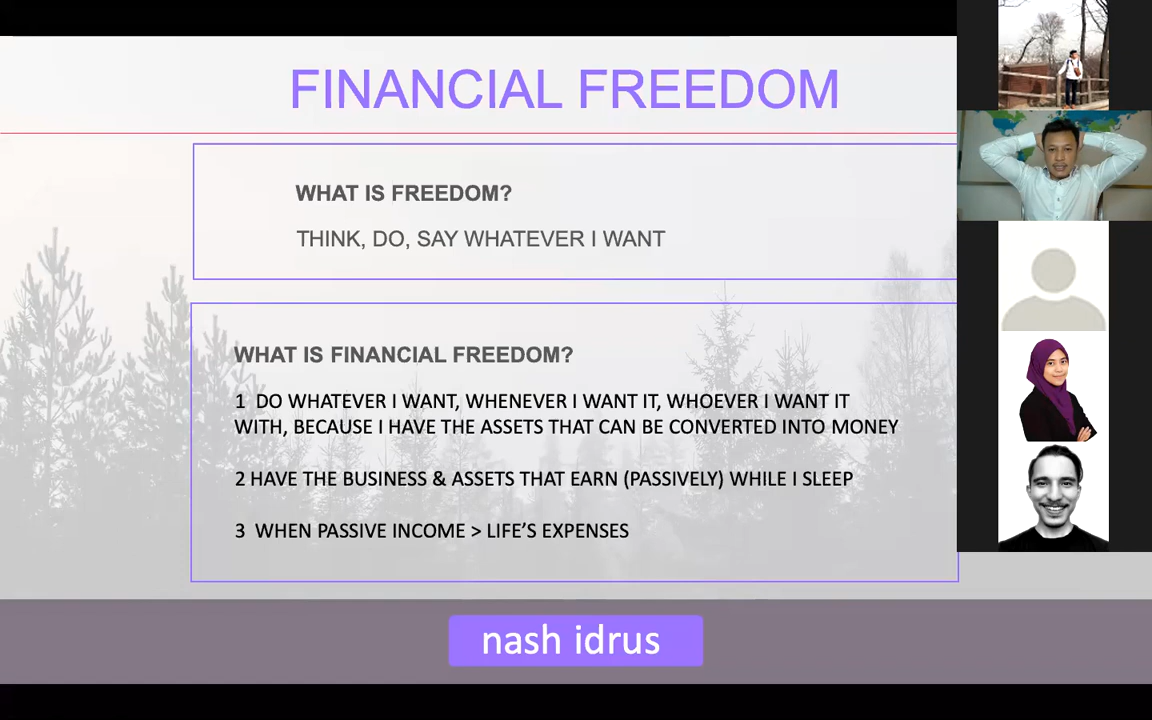 FINANCIAL FREEDOM
WHAT IS FREEDOM?
THINK, DO, SAY WHATEVER I WANT
WHAT IS FINANCIAL FREEDOM?
1 DO WHATEVER I WANT, WHENEVER I WANT IT, WHOEVER I WANT IT
WITH, BECAUSE I HAVE THE ASSETS THAT CAN BE CONVERTED INTO MONEY
2 HAVE THE BUSINESS & ASSETS THAT EARN (PASSIVELY) WHILE I SLEEP
3 WHEN PASSIVE INCOME > LIFE’S EXPENSES
nash idrus